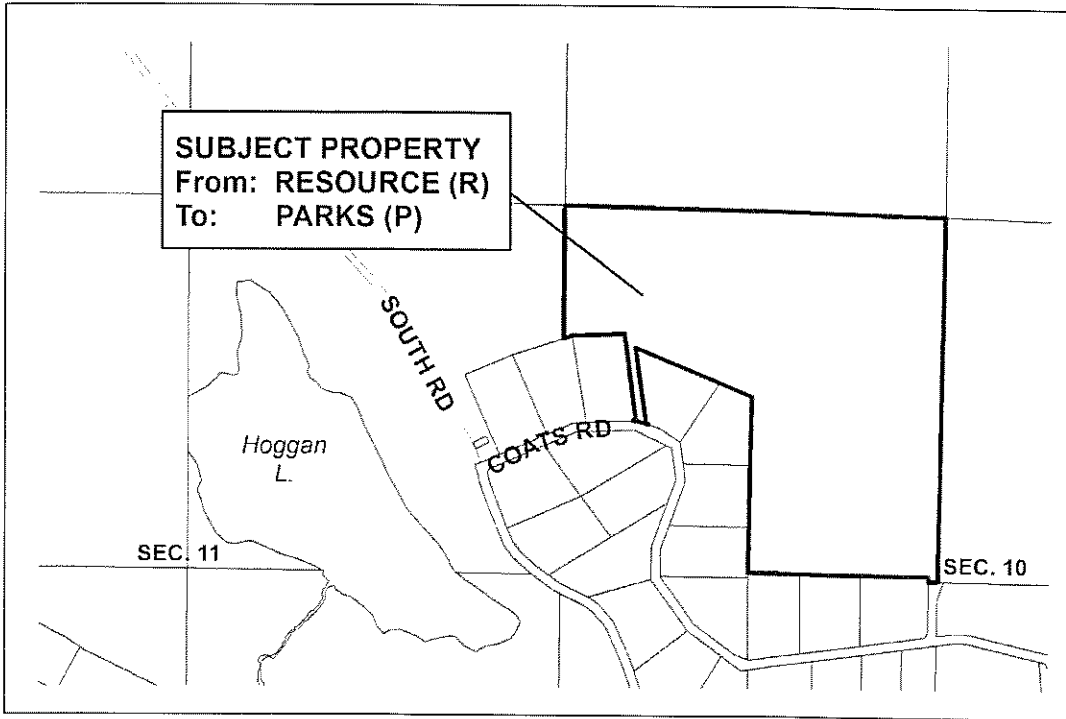 SUBJECT PROPERTY
From: RESOURCE (R)
To: PARKS (P)
SOUTH RD
COATS RD
Hoggan
L.
SEC. 11
SEC. 10